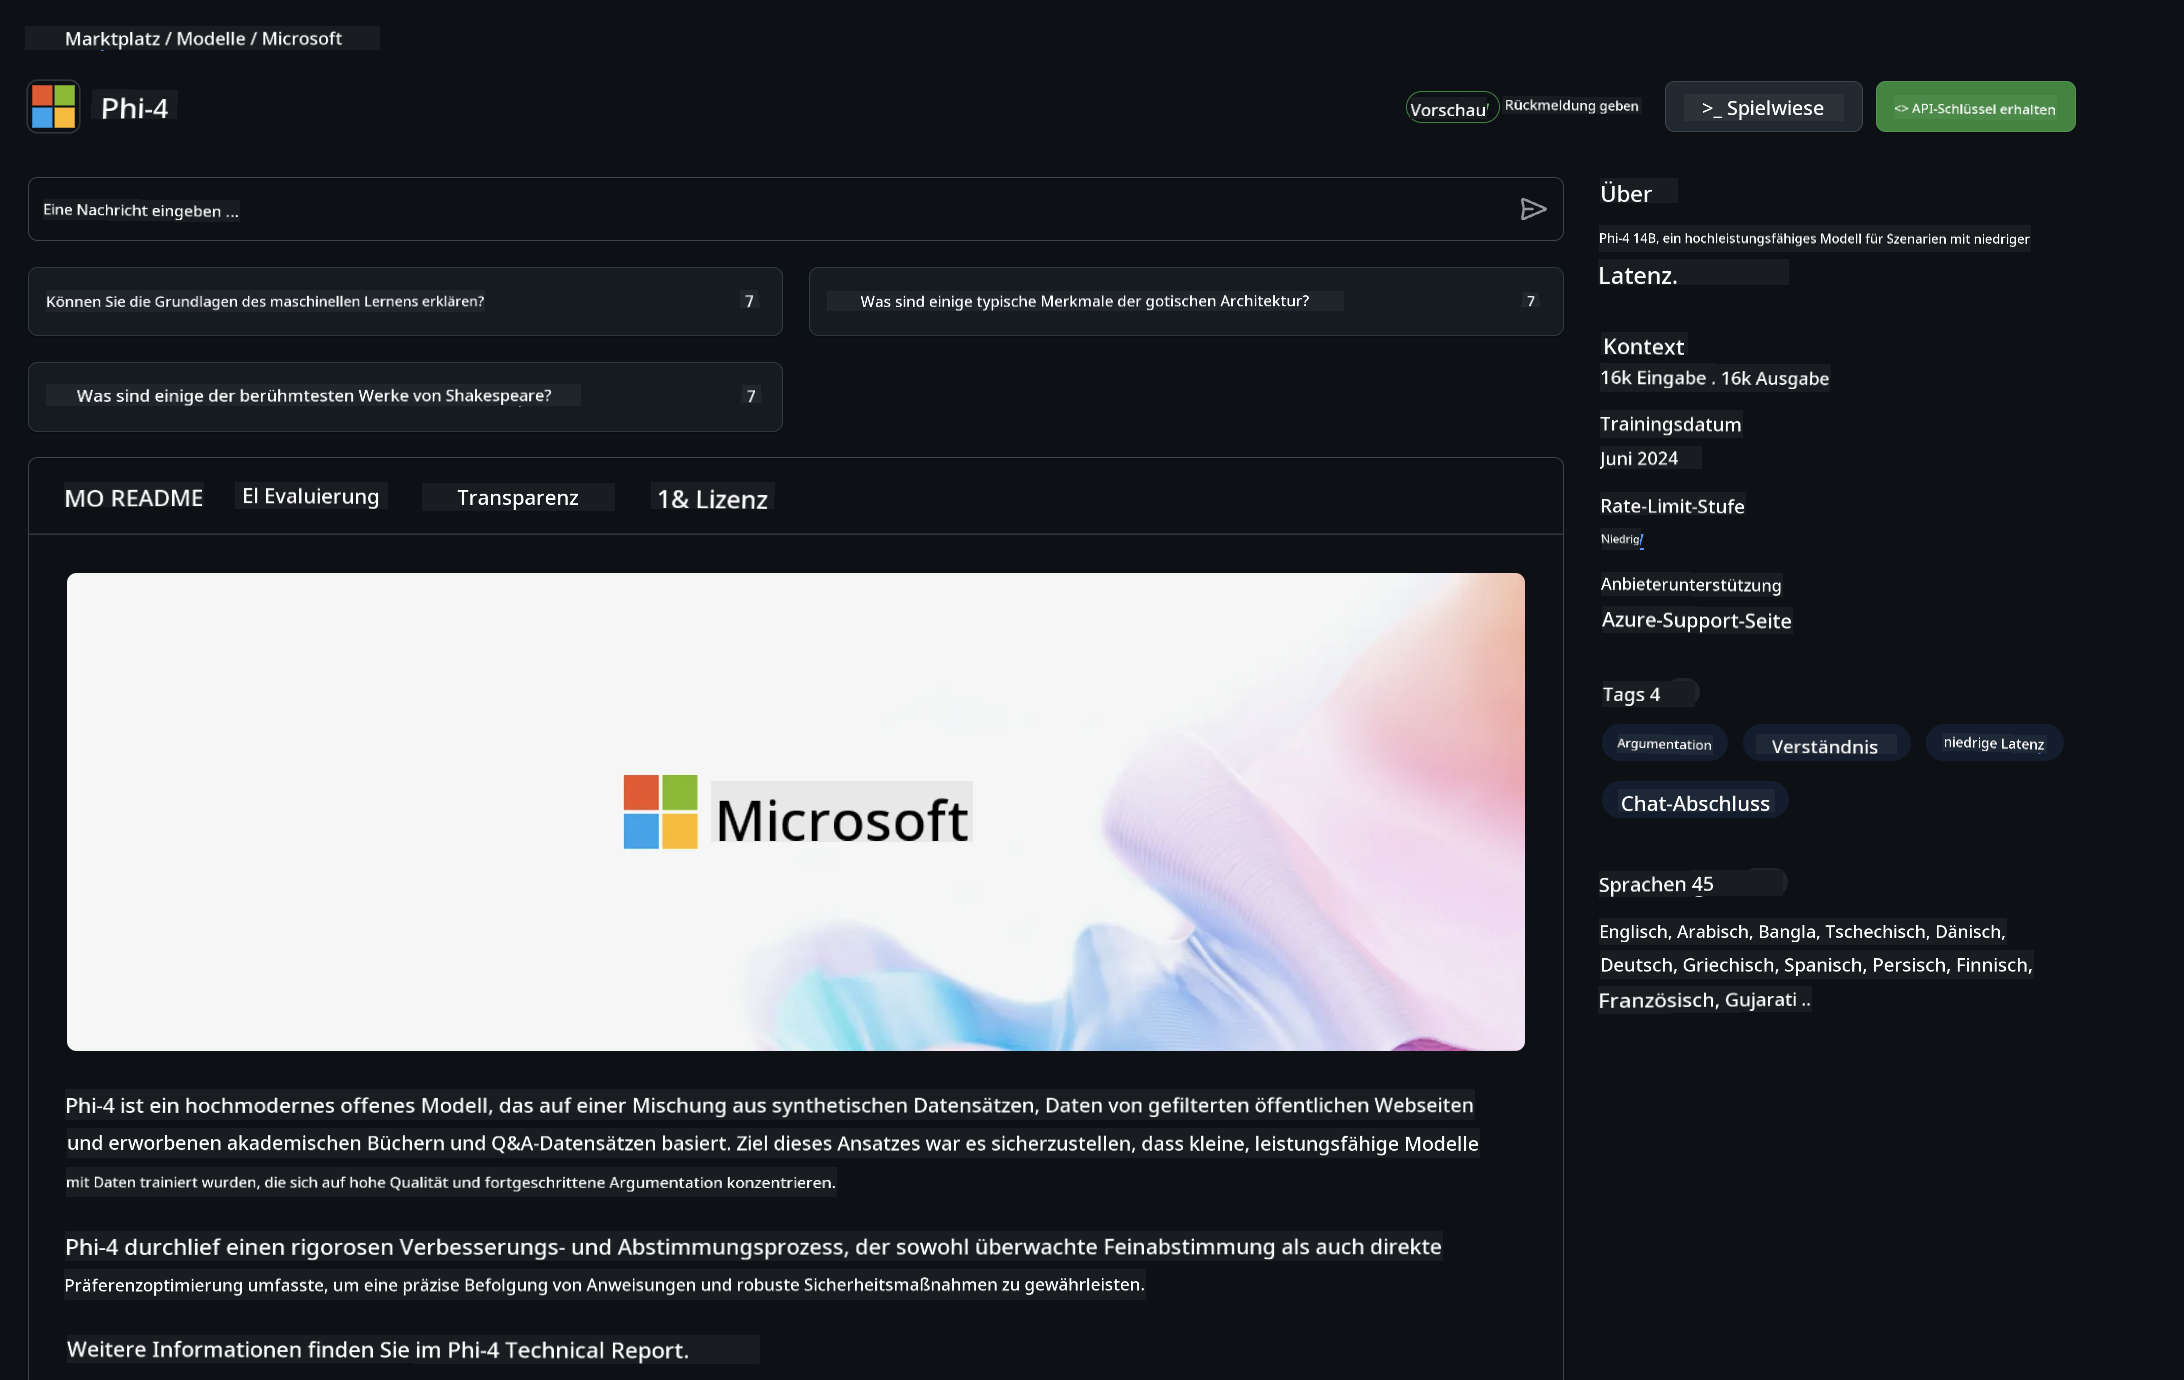 Marktplatz / Modelle / Microsoft
Phi-4
Vorschau
Rückmeldung geben
>_ Spielwiese
<> API-Schlüssel erhalten
Eine Nachricht eingeben ...
Können Sie die Grundlagen des maschinellen Lernens erklären?
7
Was sind einige typische Merkmale der gotischen Architektur?
7
Was sind einige der berühmtesten Werke von Shakespeare?
7
MO README
El Evaluierung
Transparenz
1& Lizenz
Microsoft
Phi-4 ist ein hochmodernes offenes Modell, das auf einer Mischung aus synthetischen Datensätzen, Daten von gefilterten öffentlichen Webseiten
und erworbenen akademischen Büchern und Q&A-Datensätzen basiert. Ziel dieses Ansatzes war es sicherzustellen, dass kleine, leistungsfähige Modelle
mit Daten trainiert wurden, die sich auf hohe Qualität und fortgeschrittene Argumentation konzentrieren.
Phi-4 durchlief einen rigorosen Verbesserungs- und Abstimmungsprozess, der sowohl überwachte Feinabstimmung als auch direkte
Präferenzoptimierung umfasste, um eine präzise Befolgung von Anweisungen und robuste Sicherheitsmaßnahmen zu gewährleisten.
Weitere Informationen finden Sie im Phi-4 Technical Report.
Über
Phi-4 14B, ein hochleistungsfähiges Modell für Szenarien mit niedriger
Latenz.
Kontext
16k Eingabe . 16k Ausgabe
Trainingsdatum
Juni 2024
Rate-Limit-Stufe
Niedrig
Anbieterunterstützung
Azure-Support-Seite
Tags 4
Argumentation
Verständnis
niedrige Latenz
Chat-Abschluss
Sprachen 45
Englisch, Arabisch, Bangla, Tschechisch, Dänisch,
Deutsch, Griechisch, Spanisch, Persisch, Finnisch,
Französisch, Gujarati ..